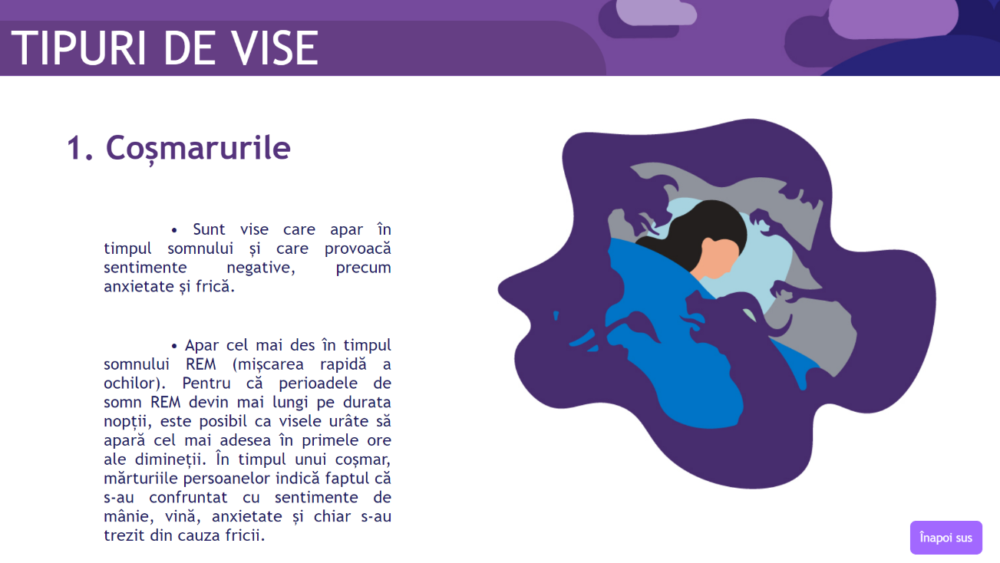 TIPURI DE VISE
1. Coșmarurile
• Sunt vise care apar în
timpul somnului și care provoacă
sentimente negative, precum
anxietate și frică.
• Apar cel mai des în timpul
somnului REM (mișcarea rapidă a
ochilor). Pentru că perioadele de
somn REM devin mai lungi pe durata
nopții, este posibil ca visele urâte să
apară cel mai adesea în primele ore
ale dimineții. În timpul unui coșmar,
mărturiile persoanelor indică faptul că
s-au confruntat cu sentimente de
mânie, vină, anxietate și chiar s-au
trezit din cauza fricii.
Înapoi sus